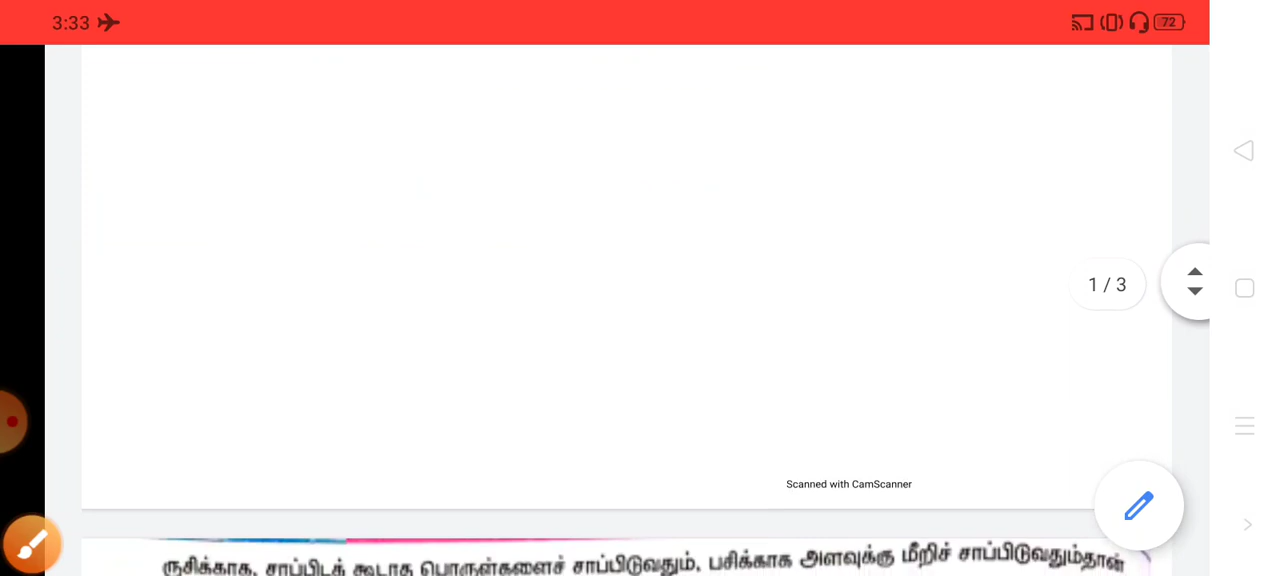 3:33
72
1 / 3
Scanned with CamScanner
ருசிக்காக, சாப்பிடக் கூடாத பொருள்களைச் சாப்பிடுவதும், பசிக்காக அளவுக்கு மீறிச் சாப்பிடுவதும்தான்